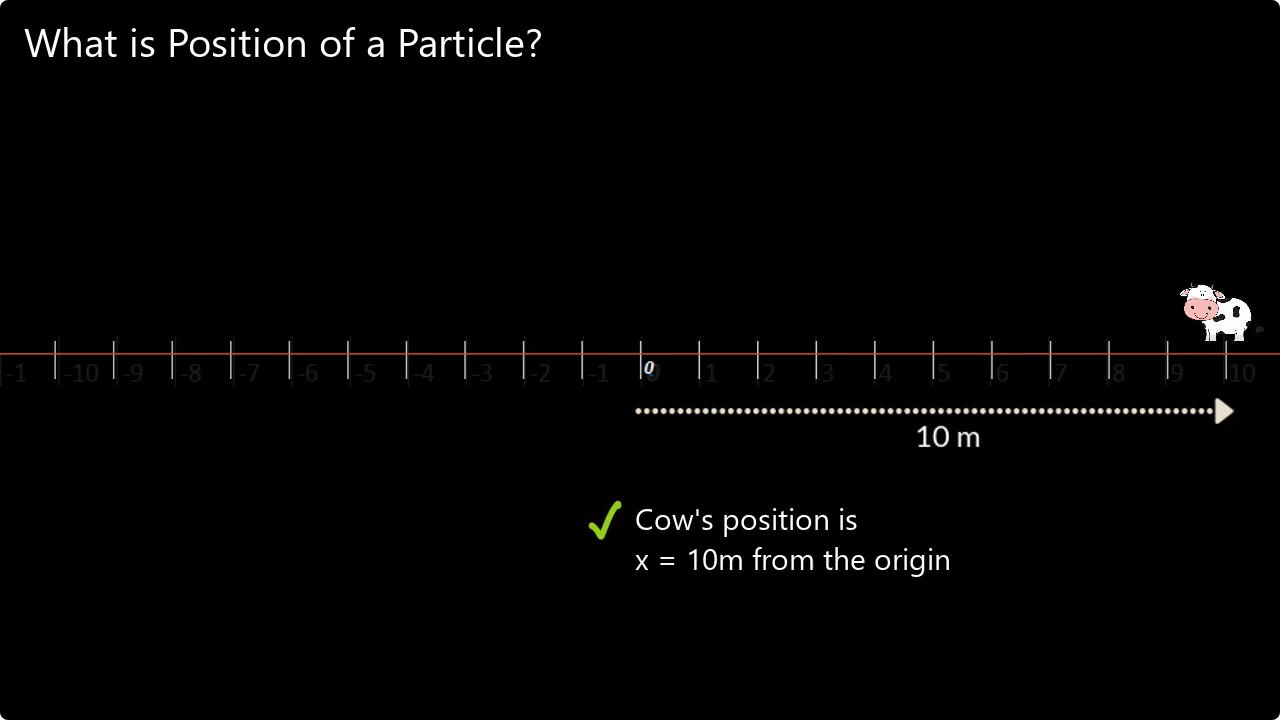 What is Position of a Particle?
-1 -10 -9 -8 -7 -6 -5 -4 -3 -2 -1 0 1 2 3 4 5 6 7 8 9 10
10 m
Cow's position is
x = 10m from the origin